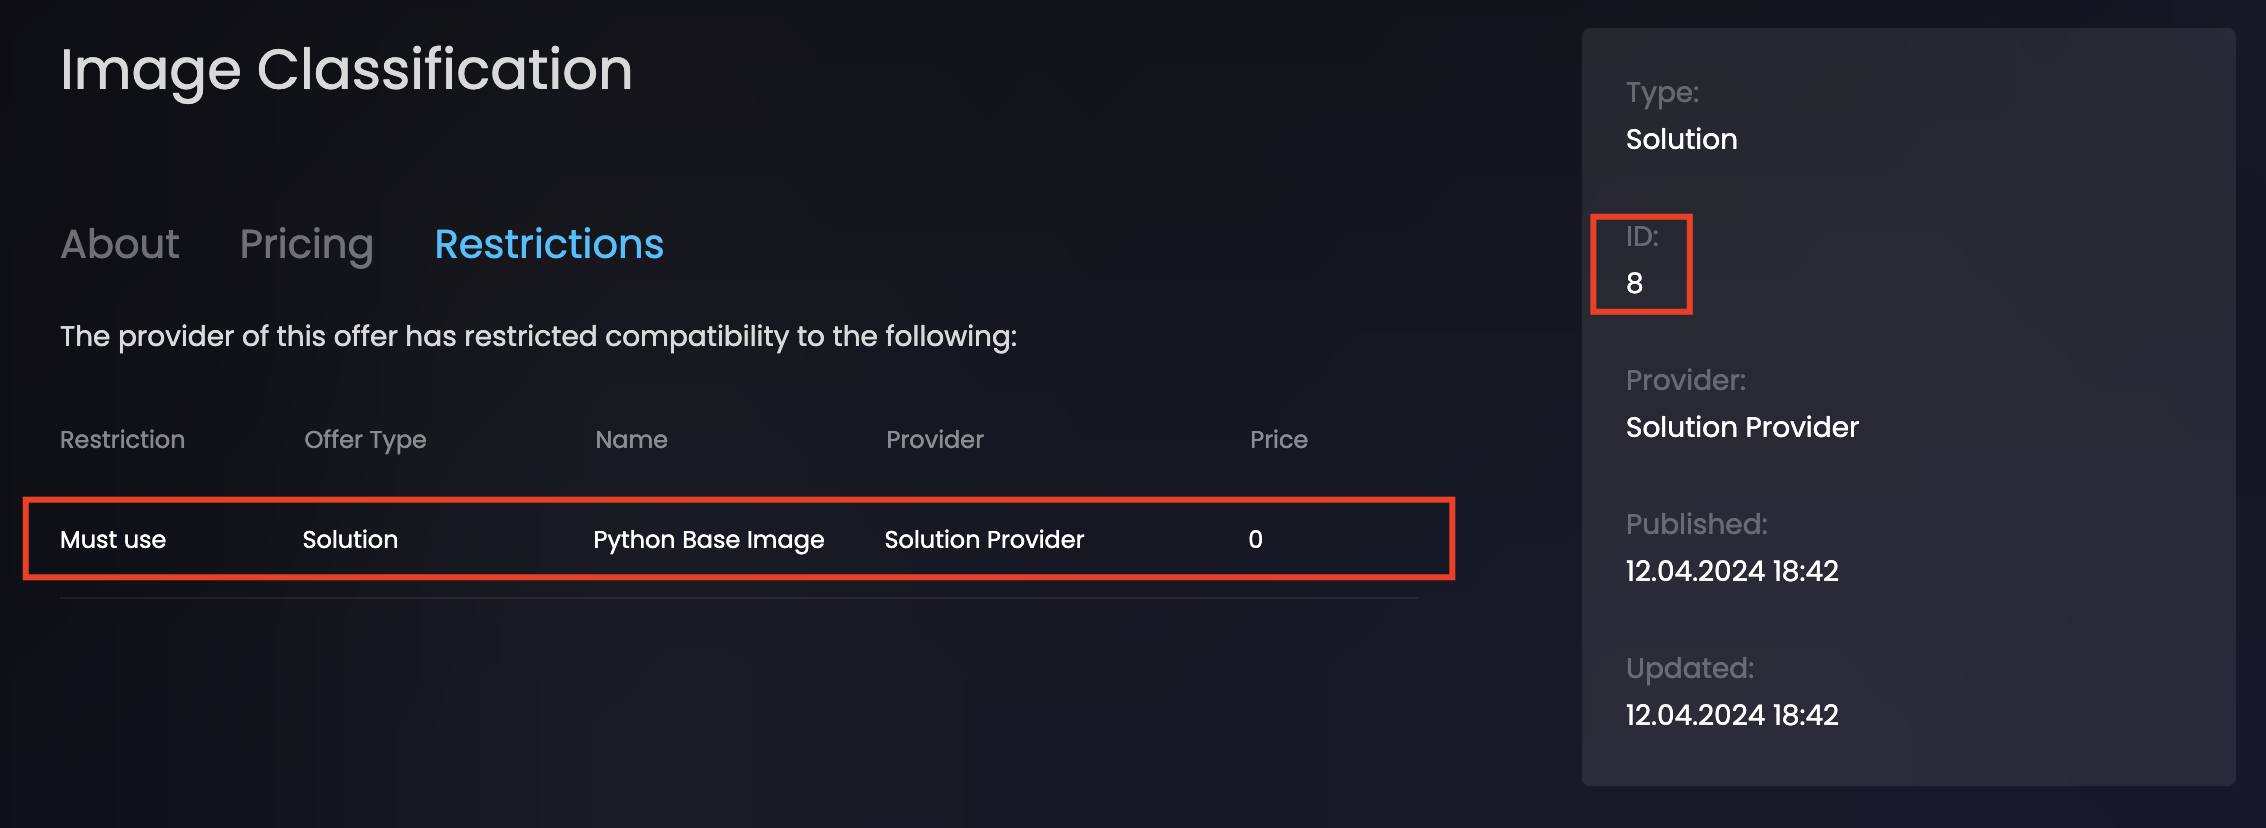 Image Classification
About Pricing Restrictions
The provider of this offer has restricted compatibility to the following:
Restriction Offer Type Name Provider Price
Must use Solution Python Base Image Solution Provider 0
Type:
Solution
ID:
8
Provider:
Solution Provider
Published:
12.04.2024 18:42
Updated:
12.04.2024 18:42